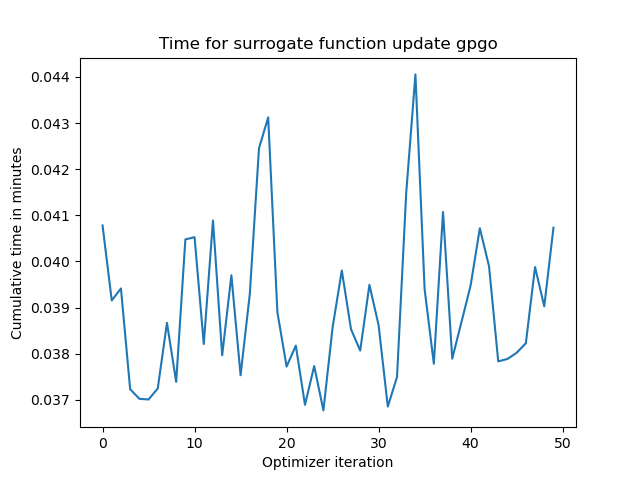 Time for surrogate function update gpgo
Cumulative time in minutes
0.044
0.043
0.042
0.041
0.040
0.039
0.038
0.037
0 10 20 30 40 50
Optimizer iteration